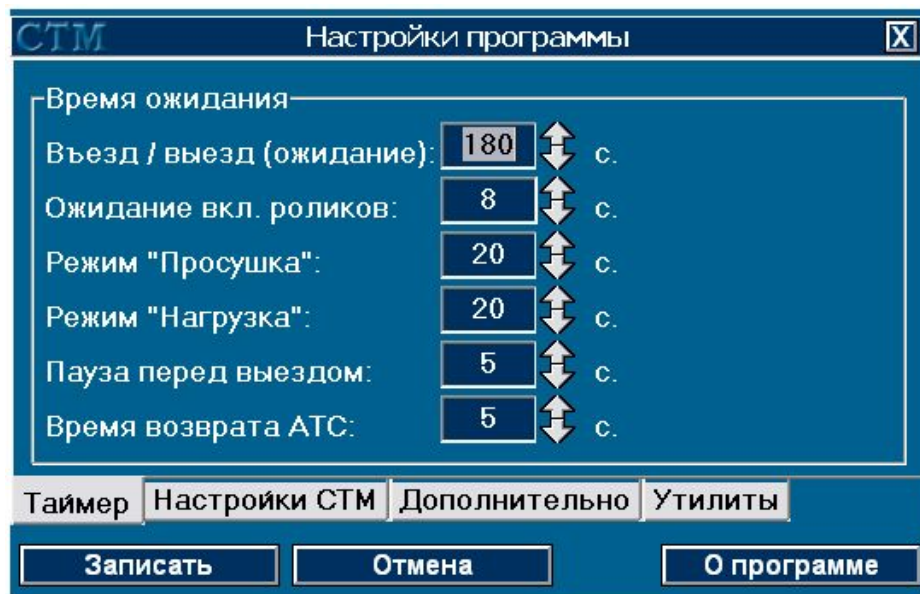 СТМ Настройки программы X
Время ожидания
Въезд / выезд (ожидание): 180 с.
Ожидание вкл. роликов: 8 с.
Режим "Просушка": 20 с.
Режим "Нагрузка": 20 с.
Пауза перед выездом: 5 с.
Время возврата АТС: 5 с.
Таймер Настройки СТМ Дополнительно Утилиты
Записать Отмена О программе